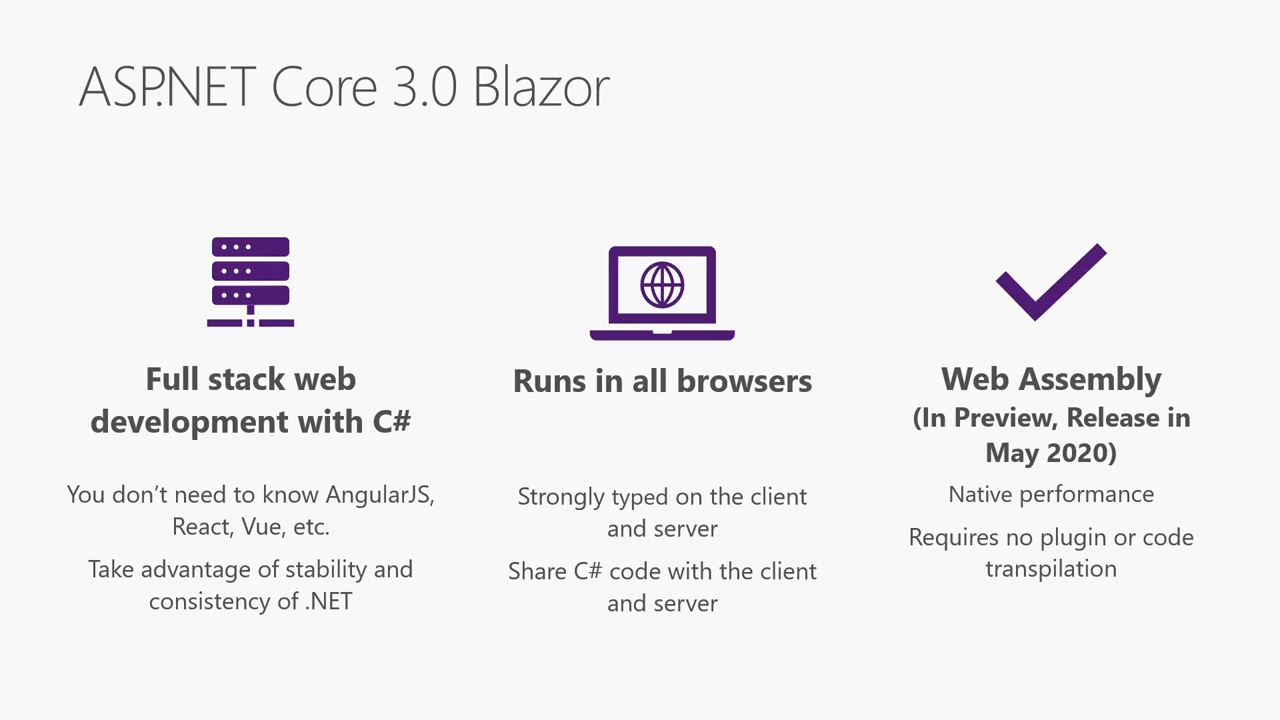 ASP.NET Core 3.0 Blazor
Full stack web
development with C#
You don't need to know AngularJS,
React, Vue, etc.
Take advantage of stability and
consistency of .NET
Runs in all browsers
Strongly typed on the client
and server
Share C# code with the client
and server
Web Assembly
(In Preview, Release in
May 2020)
Native performance
Requires no plugin or code
transpilation